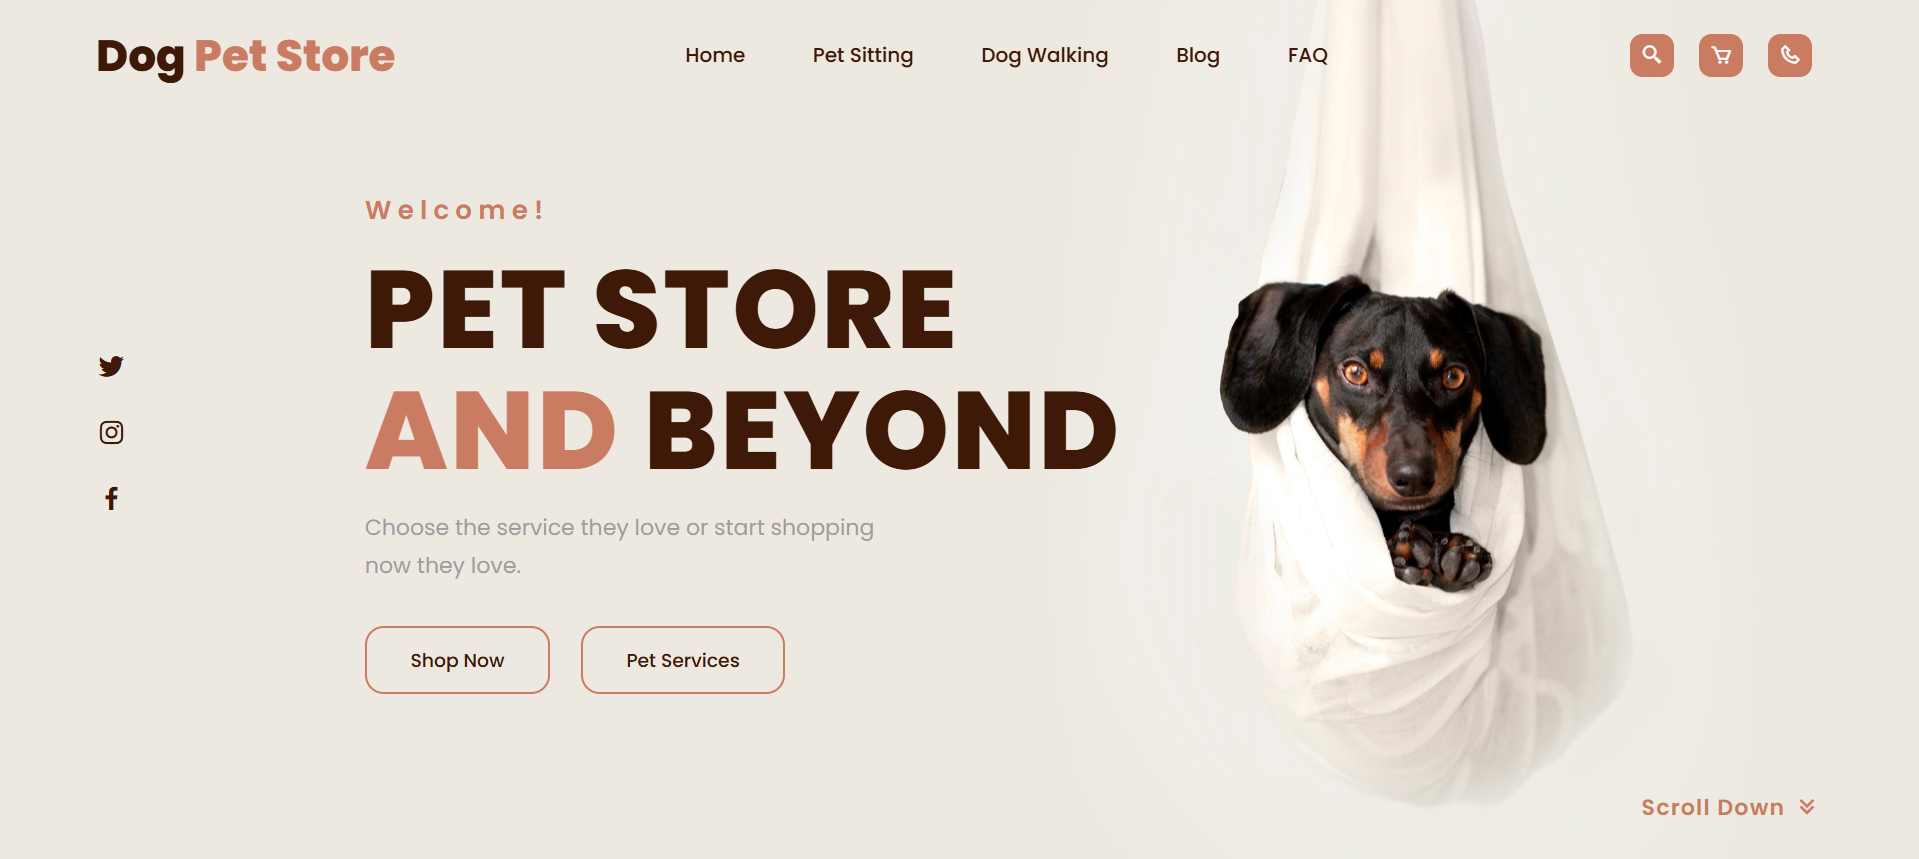 Dog Pet Store
Home Pet Sitting Dog Walking Blog FAQ
Welcome!
PET STORE
AND BEYOND
Choose the service they love or start shopping
now they love.
Shop Now Pet Services
Scroll Down